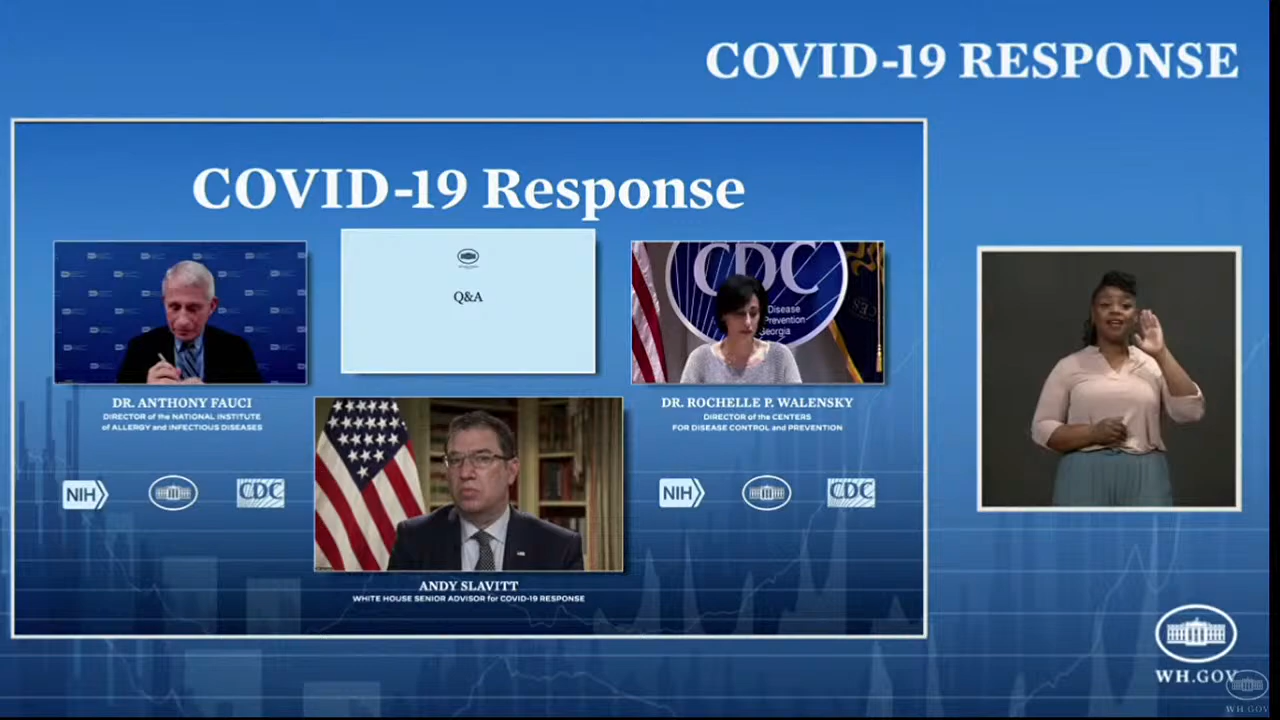 COVID-19 RESPONSE
COVID-19 Response
Q&A
CDC
Disease
Prevention
Georgia
DR. ANTHONY FAUCI
DIRECTOR of the NATIONAL INSTITUTE
of ALLERGY and INFECTIOUS DISEASES
DR. ROCHELLE P. WALENSKY
DIRECTOR of the CENTERS
FOR DISEASE CONTROL and PREVENTION
NIH
CDC
NIH
CDC
ANDY SLAVITT
WHITE HOUSE SENIOR ADVISOR for COVID-19 RESPONSE
WH.GOV
WH.GOV